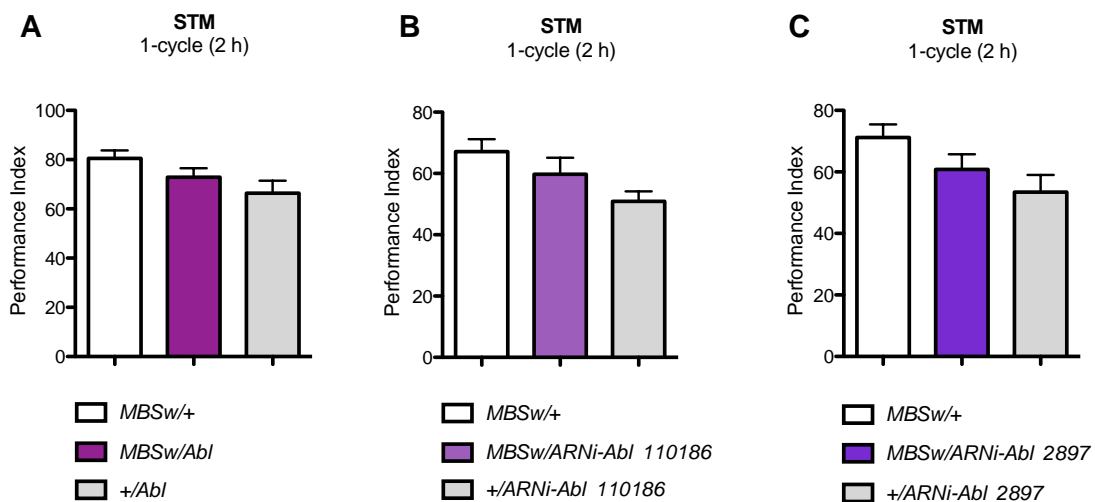 A
STM
1-cycle (2 h)
Performance Index
100
80
60
40
20
0
MBSw/+
MBSw/Abl
+/Abl
B
STM
1-cycle (2 h)
Performance Index
80
60
40
20
0
MBSw/+
MBSw/ARNi-Abl 110186
+/ARNi-Abl 110186
C
STM
1-cycle (2 h)
Performance Index
80
60
40
20
0
MBSw/+
MBSw/ARNi-Abl 2897
+/ARNi-Abl 2897